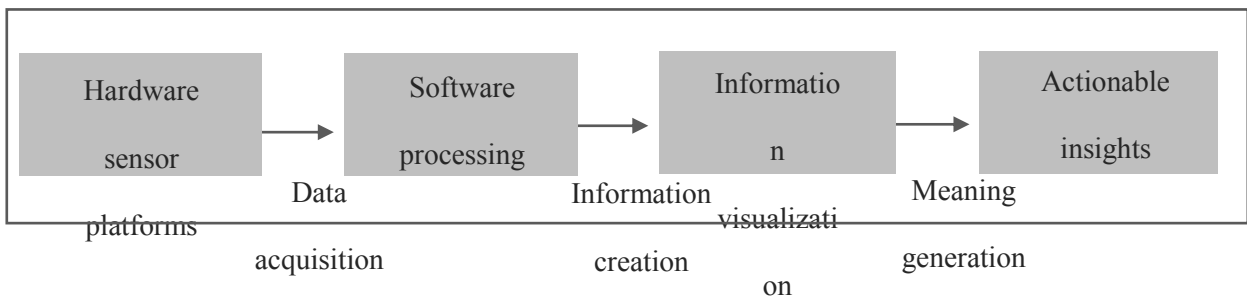 Hardware
sensor
platforms
Data
acquisition
Software
processing
Information
creation
Informatio
n
visualizati
on
Meaning
generation
Actionable
insights